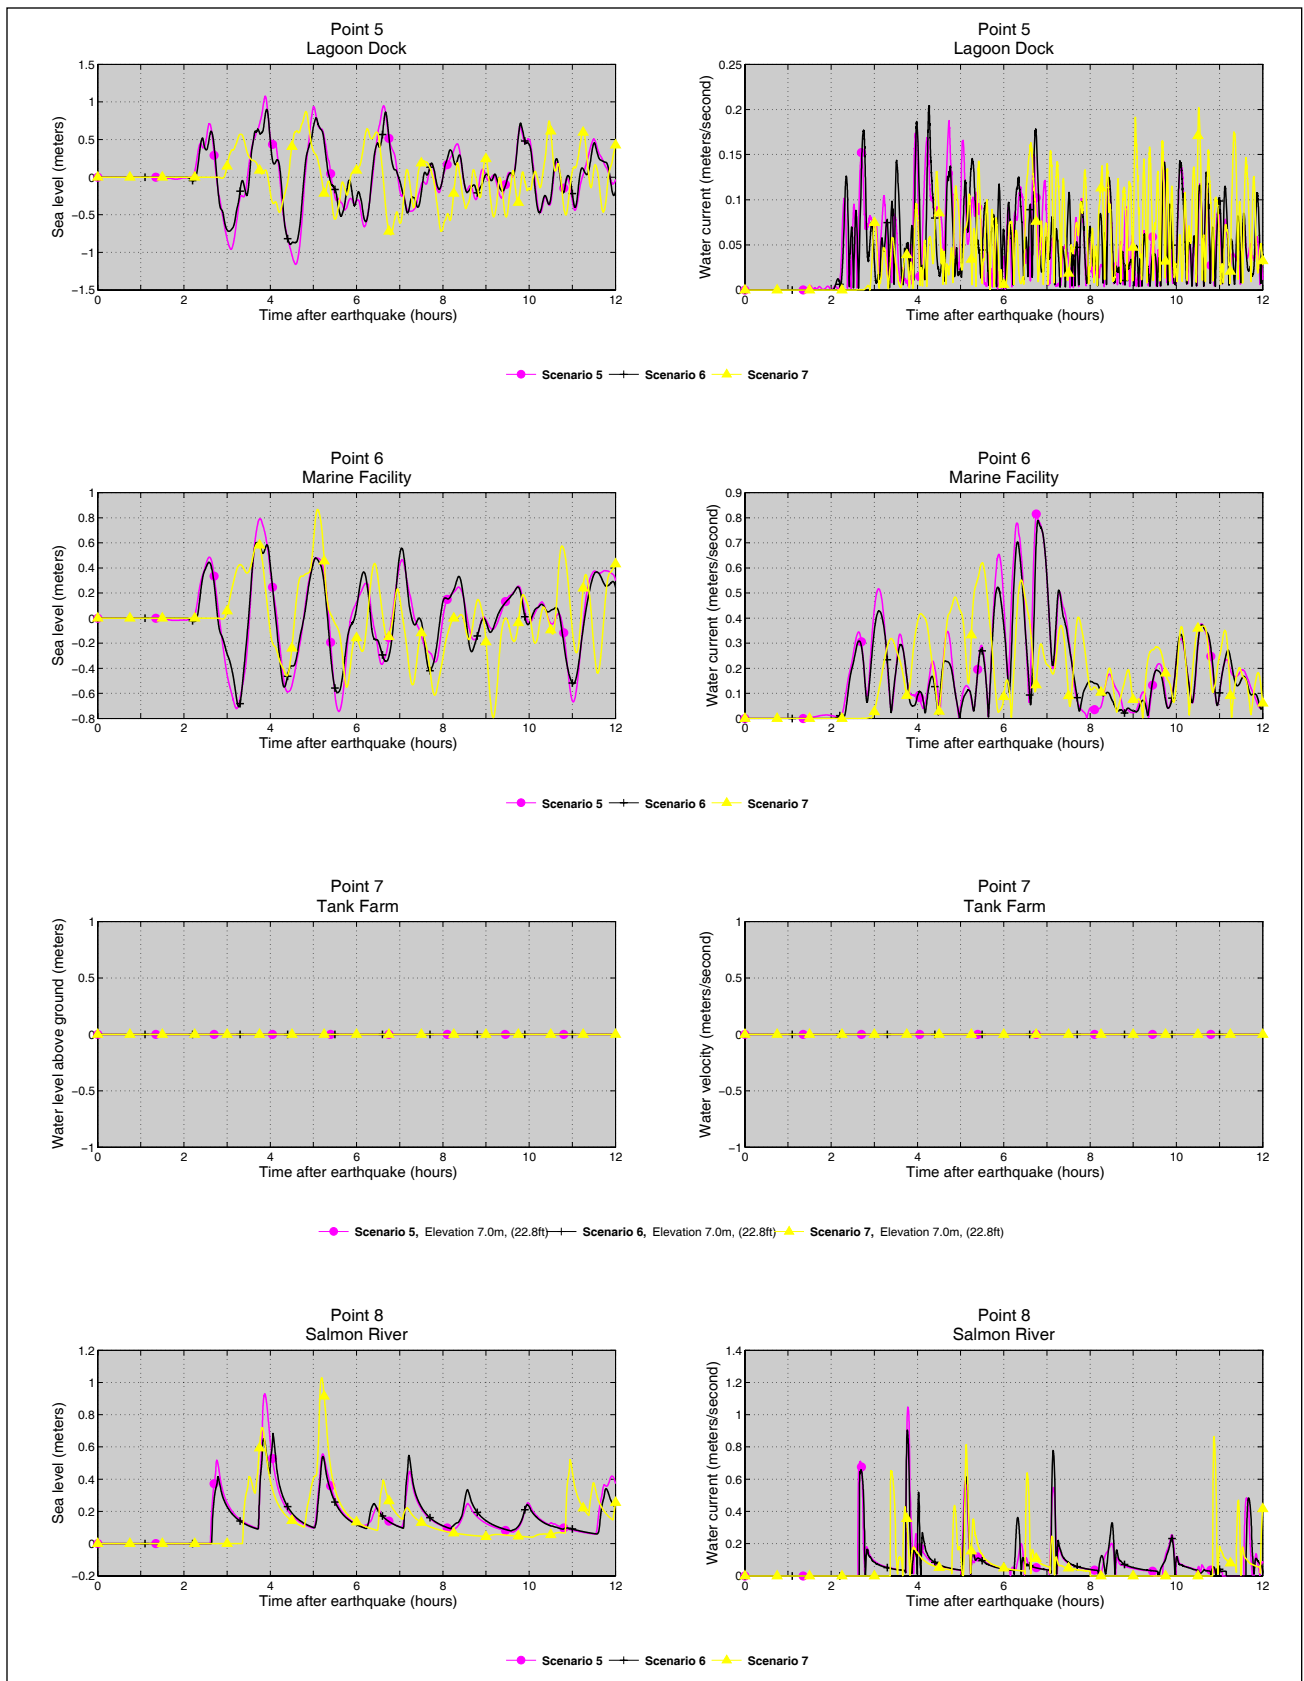 Point 5
Lagoon Dock
Sea level (meters)
1.5
1
0.5
0
−0.5
−1
−1.5
0 2 4 6 8 10 12
Time after earthquake (hours)
Point 5
Lagoon Dock
Water current (meters/second)
0.25
0.2
0.15
0.1
0.05
0
0 2 4 6 8 10 12
Time after earthquake (hours)
Scenario 5 Scenario 6 Scenario 7
Point 6
Marine Facility
Sea level (meters)
1
0.8
0.6
0.4
0.2
0
−0.2
−0.4
−0.6
−0.8
0 2 4 6 8 10 12
Time after earthquake (hours)
Point 6
Marine Facility
Water current (meters/second)
0.9
0.8
0.7
0.6
0.5
0.4
0.3
0.2
0.1
0
0 2 4 6 8 10 12
Time after earthquake (hours)
Scenario 5 Scenario 6 Scenario 7
Point 7
Tank Farm
Water level above ground (meters)
1
0.5
0
−0.5
−1
0 2 4 6 8 10 12
Time after earthquake (hours)
Point 7
Tank Farm
Water velocity (meters/second)
1
0.5
0
−0.5
−1
0 2 4 6 8 10 12
Time after earthquake (hours)
Scenario 5, Elevation 7.0m, (22.8ft) Scenario 6, Elevation 7.0m, (22.8ft) Scenario 7, Elevation 7.0m, (22.8ft)
Point 8
Salmon River
Sea level (meters)
1.2
1
0.8
0.6
0.4
0.2
0
−0.2
0 2 4 6 8 10 12
Time after earthquake (hours)
Point 8
Salmon River
Water current (meters/second)
1.4
1.2
1
0.8
0.6
0.4
0.2
0
0 2 4 6 8 10 12
Time after earthquake (hours)
Scenario 5 Scenario 6 Scenario 7